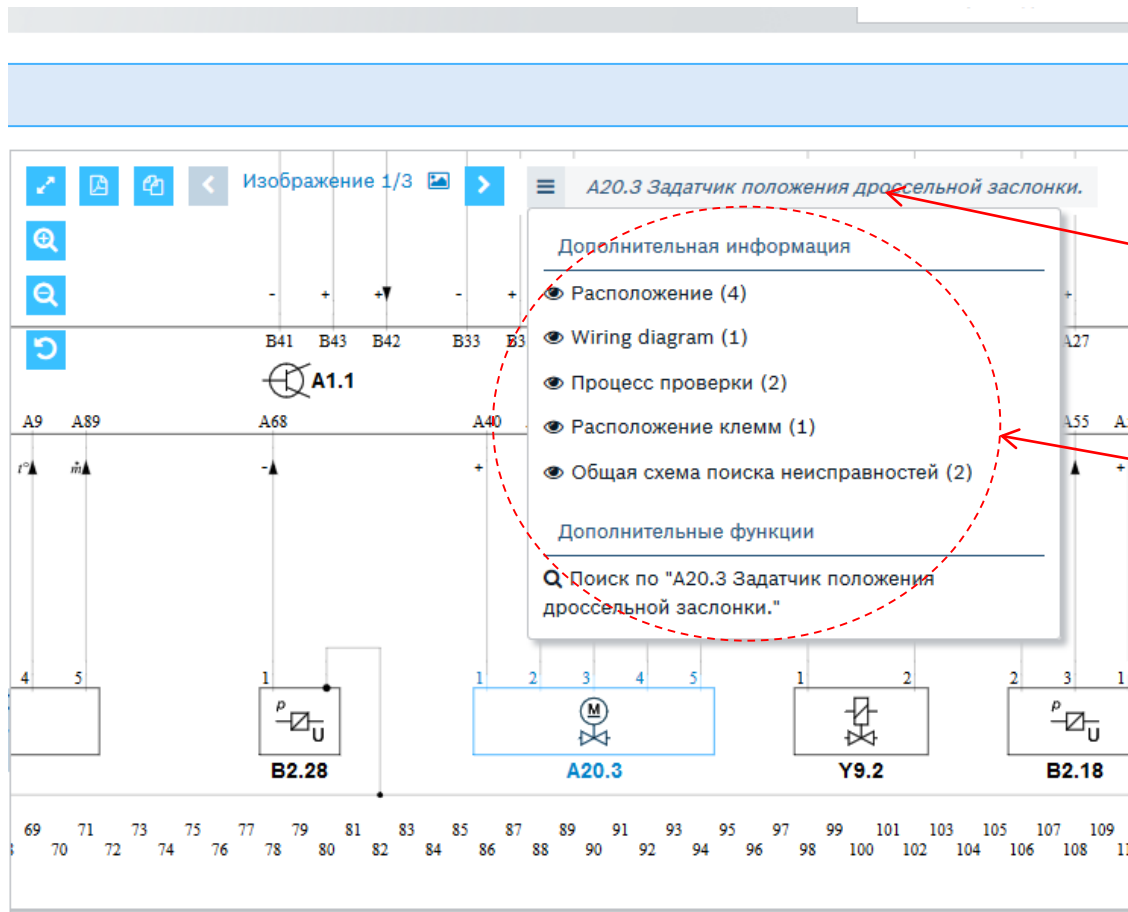 Изображение 1/3
А20.3 Задатчик положения дроссельной заслонки.
Дополнительная информация
Расположение (4)
Wiring diagram (1)
Процесс проверки (2)
Расположение клемм (1)
Общая схема поиска неисправностей (2)
Дополнительные функции
Поиск по "А20.3 Задатчик положения
дроссельной заслонки."
- + + - + +
B41 B43 B42 B33 B3 A27
A1.1
A9 A89 A68 A40 A55 A
t° ṁ - + +
4 5 1 1 2 3 4 5 1 2 2 3 1
P U M P U
B2.28 A20.3 Y9.2 B2.18
69 71 73 75 77 79 81 83 85 87 89 91 93 95 97 99 101 103 105 107 109
70 72 74 76 78 80 82 84 86 88 90 92 94 96 98 100 102 104 106 108